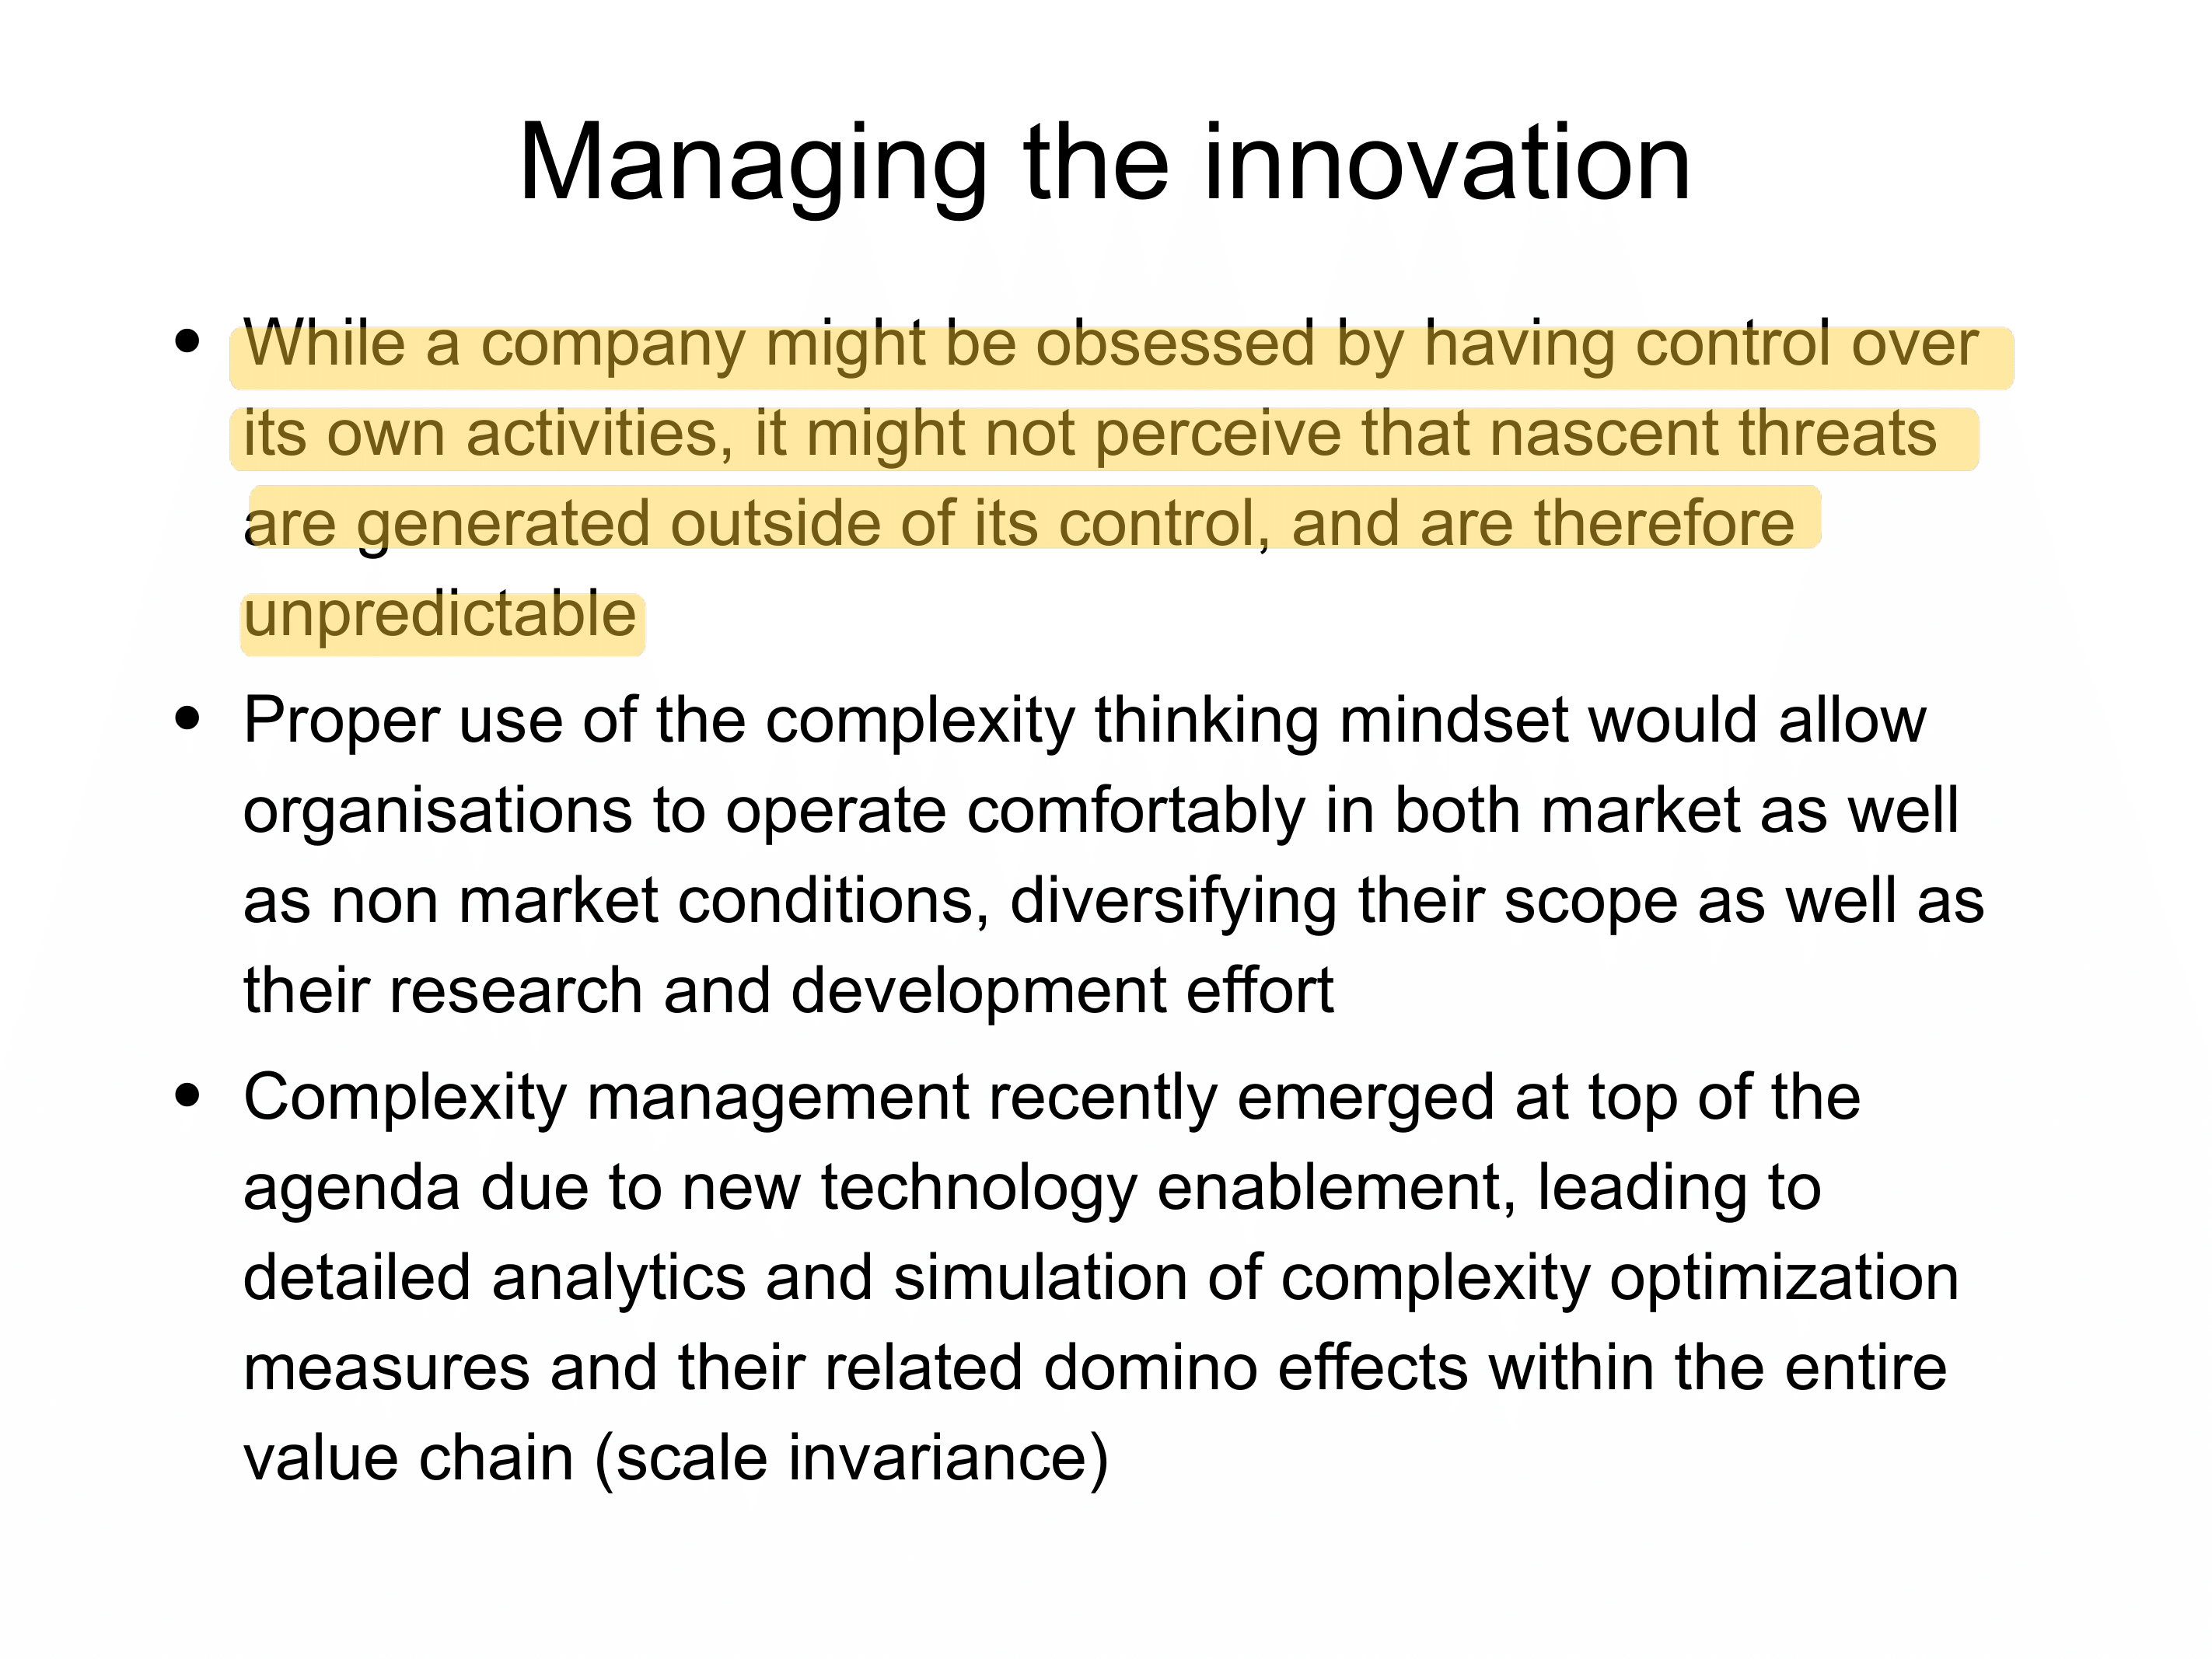 Managing the innovation
• While a company might be obsessed by having control over
its own activities, it might not perceive that nascent threats
are generated outside of its control, and are therefore
unpredictable
• Proper use of the complexity thinking mindset would allow
organisations to operate comfortably in both market as well
as non market conditions, diversifying their scope as well as
their research and development effort
• Complexity management recently emerged at top of the
agenda due to new technology enablement, leading to
detailed analytics and simulation of complexity optimization
measures and their related domino effects within the entire
value chain (scale invariance)